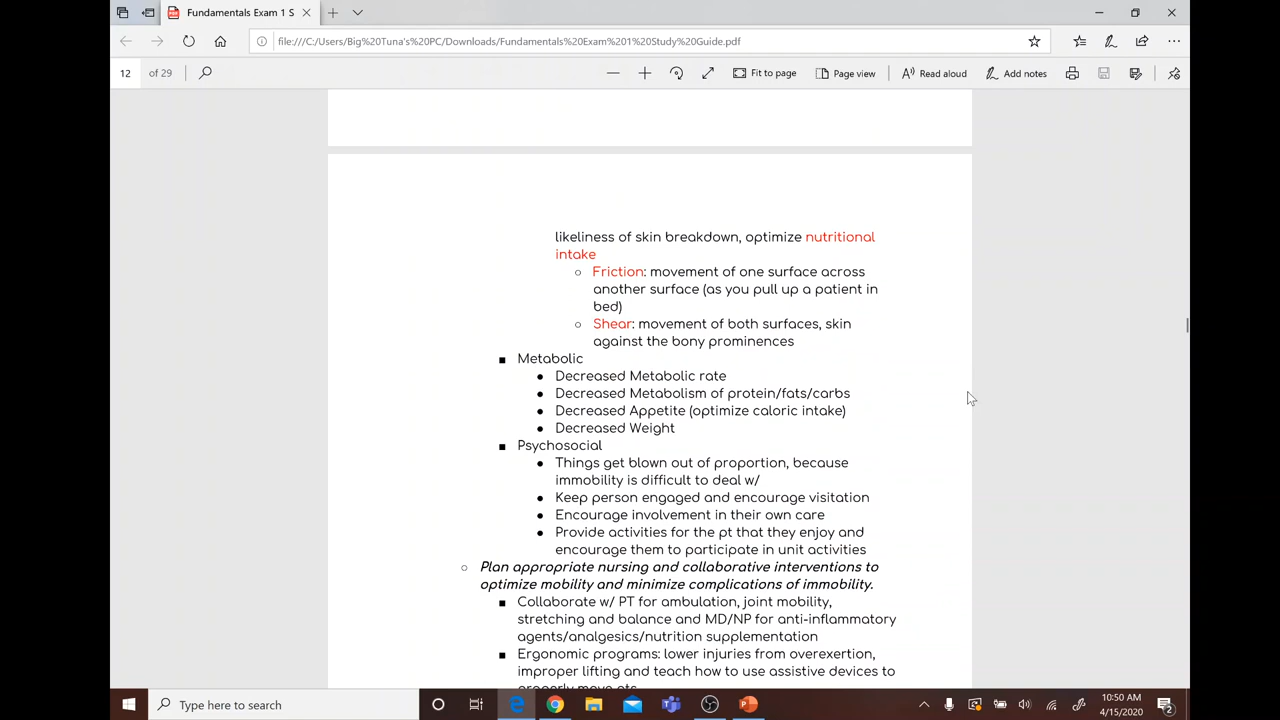 Fundamentals Exam 1 S
file:///C:/Users/Big%20Tuna's%20PC/Downloads/Fundamentals%20Exam%201%20Study%20Guide.pdf
12 of 29 Fit to page Page view Read aloud Add notes
likeliness of skin breakdown, optimize nutritional
intake
○ Friction: movement of one surface across
another surface (as you pull up a patient in
bed)
○ Shear: movement of both surfaces, skin
against the bony prominences
■ Metabolic
● Decreased Metabolic rate
● Decreased Metabolism of protein/fats/carbs
● Decreased Appetite (optimize caloric intake)
● Decreased Weight
■ Psychosocial
● Things get blown out of proportion, because
immobility is difficult to deal w/
● Keep person engaged and encourage visitation
● Encourage involvement in their own care
● Provide activities for the pt that they enjoy and
encourage them to participate in unit activities
○ Plan appropriate nursing and collaborative interventions to
optimize mobility and minimize complications of immobility.
■ Collaborate w/ PT for ambulation, joint mobility,
stretching and balance and MD/NP for anti-inflammatory
agents/analgesics/nutrition supplementation
■ Ergonomic programs: lower injuries from overexertion,
improper lifting and teach how to use assistive devices to
properly move pts
Type here to search
10:50 AM
4/15/2020
2